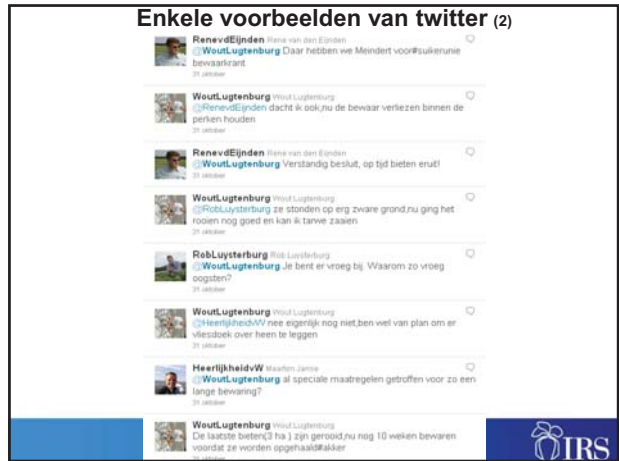 Enkele voorbeelden van twitter (2)
RenevdEijnden Rene van den Eijnden
@WoutLugtenburg Daar hebben we Meindert voor#suikerunie
bewaarkrant
31 oktober
WoutLugtenburg Wout Lugtenburg
@RenevdEijnden dacht ik ook,nu de bewaar verliezen binnen de
perken houden
31 oktober
RenevdEijnden Rene van den Eijnden
@WoutLugtenburg Verstandig besluit, op tijd bieten eruit!
31 oktober
WoutLugtenburg Wout Lugtenburg
@RobLuysterburg ze stonden op erg zware grond,nu ging het
rooien nog goed en kan ik tarwe zaaien
31 oktober
RobLuysterburg Rob Luysterburg
@WoutLugtenburg Je bent er vroeg bij. Waarom zo vroeg
oogsten?
31 oktober
WoutLugtenburg Wout Lugtenburg
@HeerlijkheidvW nee eigenlijk nog niet,ben wel van plan om er
vliesdoek over heen te leggen
31 oktober
HeerlijkheidvW Maarten Janse
@WoutLugtenburg al speciale maatregelen getroffen voor zo een
lange bewaring?
31 oktober
WoutLugtenburg Wout Lugtenburg
De laatste bieten(3 ha ) zijn gerooid,nu nog 10 weken bewaren
voordat ze worden opgehaald#akker
31 oktober
IRS